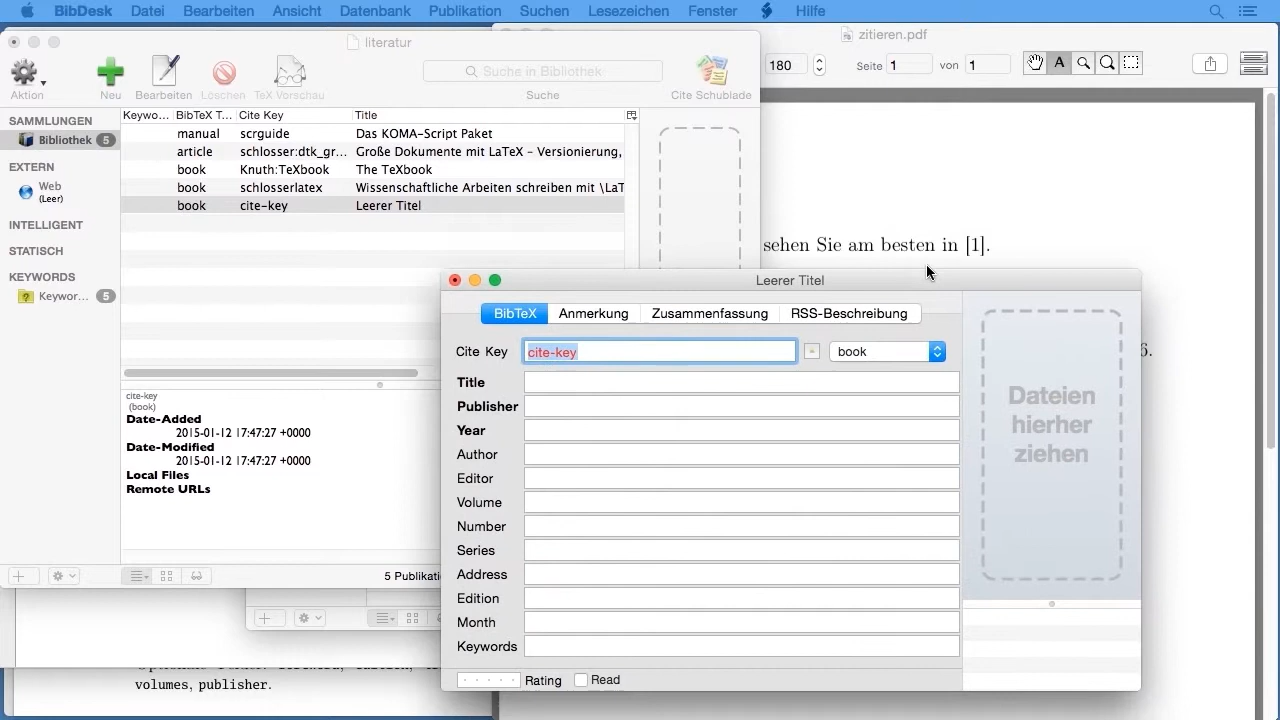 BibDesk Datei Bearbeiten Ansicht Datenbank Publikation Suchen Lesezeichen Fenster Hilfe
literatur
zitieren.pdf
180 Seite 1 von 1
Aktion Neu Bearbeiten Löschen TeX Vorschau
Suche in Bibliothek
Suche
Cite Schublade
SAMMLUNGEN
Bibliothek 5
EXTERN
Web
(Leer)
INTELLIGENT
STATISCH
KEYWORDS
Keywor... 5
Keywo... BibTeX T... Cite Key Title
manual scrguide Das KOMA-Script Paket
article schlosser:dtk_gr... Große Dokumente mit LaTeX - Versionierung,
book Knuth:TeXbook The TeXbook
book schlosserlatex Wissenschaftliche Arbeiten schreiben mit \LaT
book cite-key Leerer Titel
cite-key
(book)
Date-Added
2015-01-12 17:47:27 +0000
Date-Modified
2015-01-12 17:47:27 +0000
Local Files
Remote URLs
5 Publikati
sehen Sie am besten in [1].
6.
Leerer Titel
BibTeX Anmerkung Zusammenfassung RSS-Beschreibung
Cite Key cite-key book
Title
Publisher
Year
Author
Editor
Volume
Number
Series
Address
Edition
Month
Keywords
Rating Read
Dateien
hierher
ziehen
volumes, publisher.